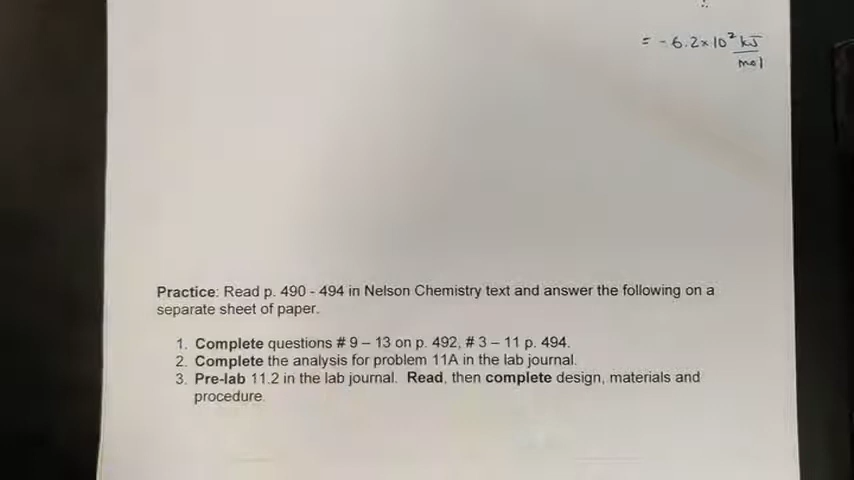 = - 6.2 x 10² kJ
mol
Practice: Read p. 490 - 494 in Nelson Chemistry text and answer the following on a
separate sheet of paper.
1. Complete questions # 9 – 13 on p. 492, # 3 – 11 p. 494.
2. Complete the analysis for problem 11A in the lab journal.
3. Pre-lab 11.2 in the lab journal. Read, then complete design, materials and
procedure.